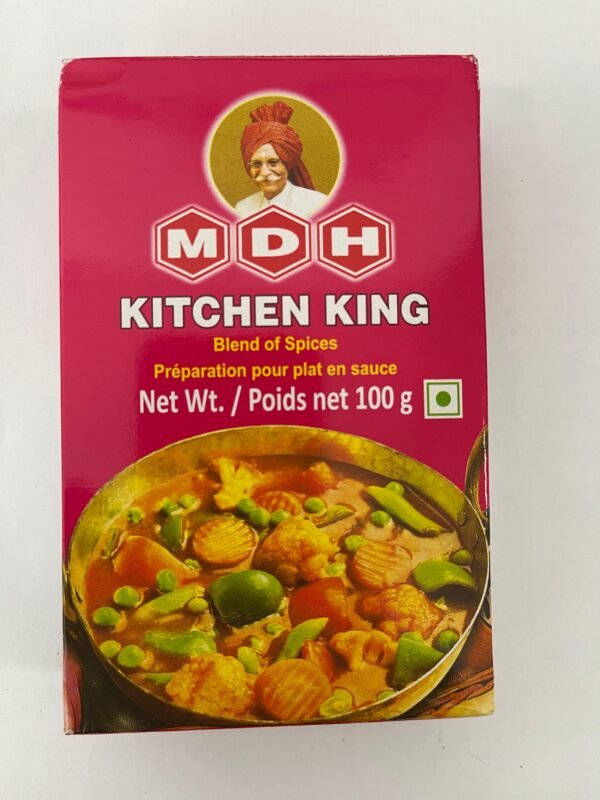 MDH
KITCHEN KING
Blend of Spices
Préparation pour plat en sauce
Net Wt. / Poids net 100 g